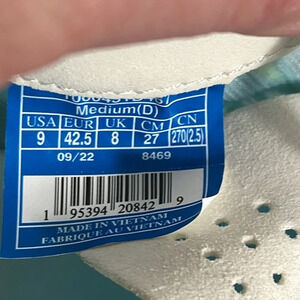 Medium(D)
USA EUR UK CM CN
9 42.5 8 27 270(2.5)
09/22 8469
1 95394 20842 9
MADE IN VIETNAM
FABRIQUE AU VIETNAM